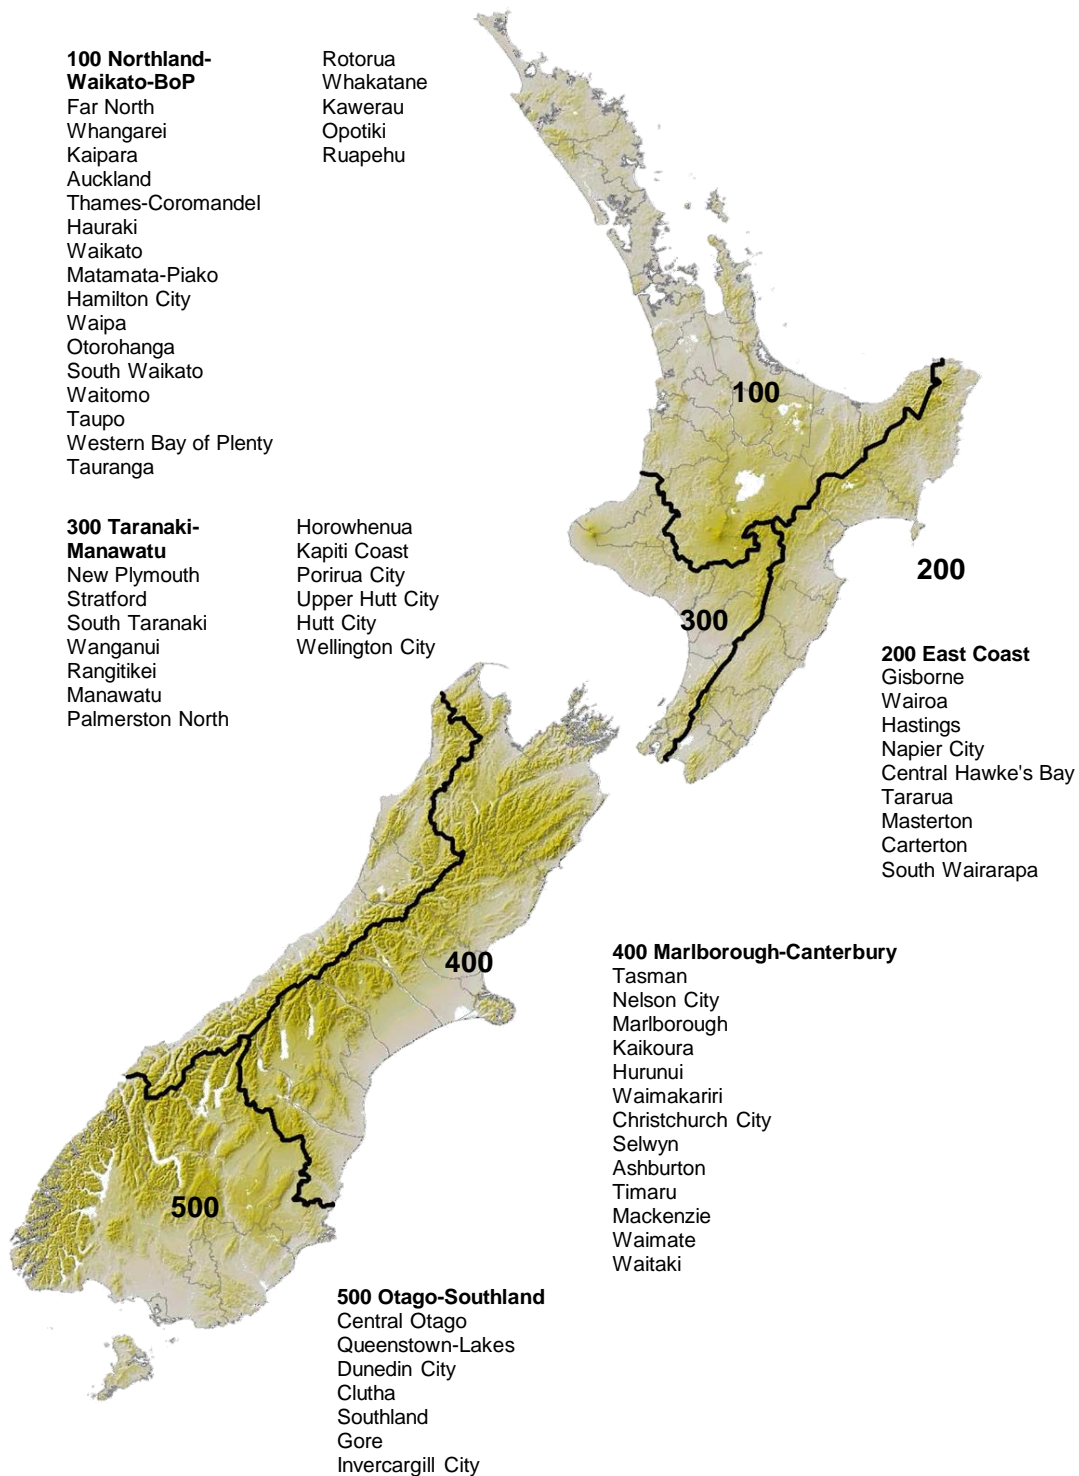 100 Northland-
Waikato-BoP
Far North
Whangarei
Kaipara
Auckland
Thames-Coromandel
Hauraki
Waikato
Matamata-Piako
Hamilton City
Waipa
Otorohanga
South Waikato
Waitomo
Taupo
Western Bay of Plenty
Tauranga
Rotorua
Whakatane
Kawerau
Opotiki
Ruapehu
100
300 Taranaki-
Manawatu
New Plymouth
Stratford
South Taranaki
Wanganui
Rangitikei
Manawatu
Palmerston North
Horowhenua
Kapiti Coast
Porirua City
Upper Hutt City
Hutt City
Wellington City
300
200
200 East Coast
Gisborne
Wairoa
Hastings
Napier City
Central Hawke's Bay
Tararua
Masterton
Carterton
South Wairarapa
400
400 Marlborough-Canterbury
Tasman
Nelson City
Marlborough
Kaikoura
Hurunui
Waimakariri
Christchurch City
Selwyn
Ashburton
Timaru
Mackenzie
Waimate
Waitaki
500
500 Otago-Southland
Central Otago
Queenstown-Lakes
Dunedin City
Clutha
Southland
Gore
Invercargill City